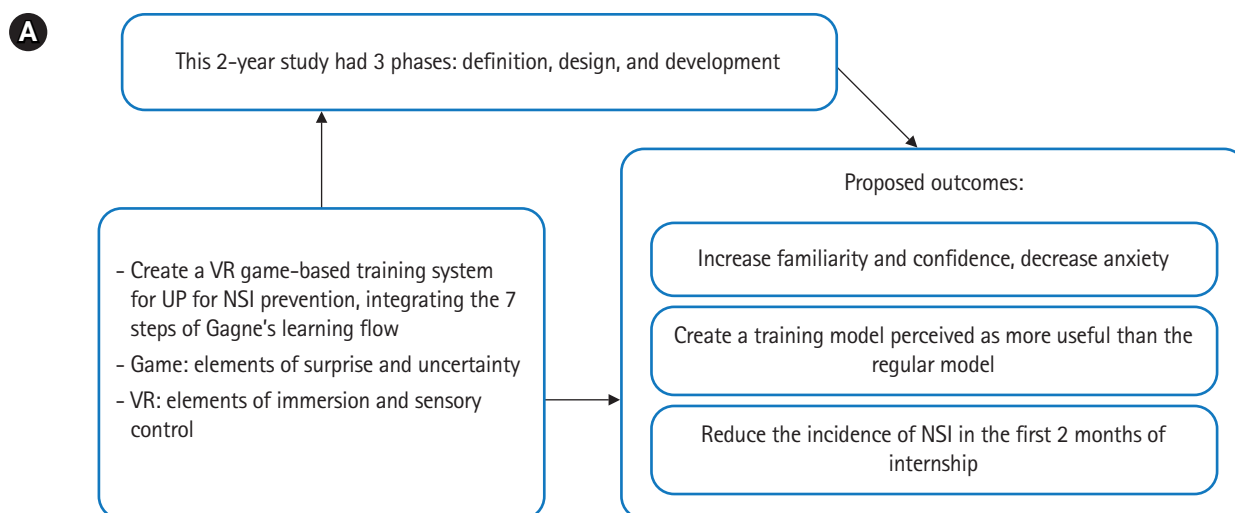 A
This 2-year study had 3 phases: definition, design, and development
- Create a VR game-based training system
for UP for NSI prevention, integrating the 7
steps of Gagne's learning flow
- Game: elements of surprise and uncertainty
- VR: elements of immersion and sensory
control
Proposed outcomes:
Increase familiarity and confidence, decrease anxiety
Create a training model perceived as more useful than the
regular model
Reduce the incidence of NSI in the first 2 months of
internship